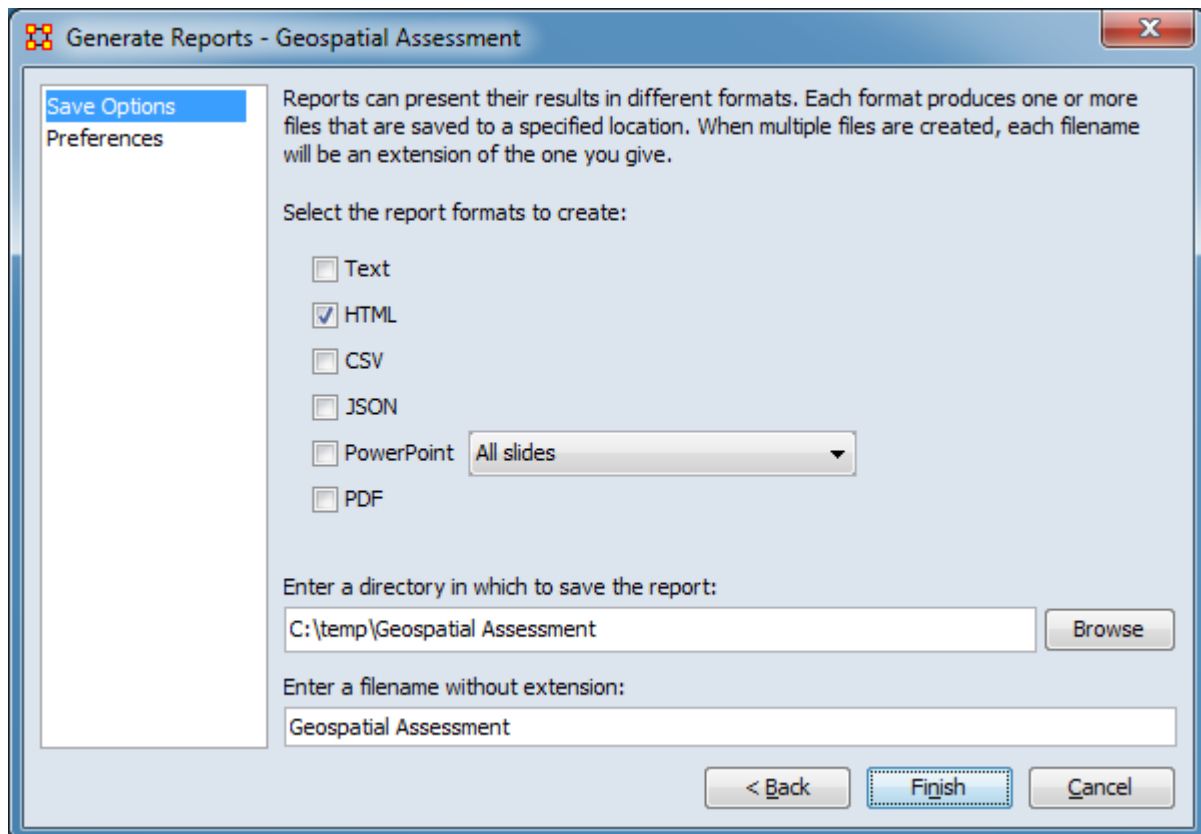 Generate Reports - Geospatial Assessment
Save Options
Preferences
Reports can present their results in different formats. Each format produces one or more
files that are saved to a specified location. When multiple files are created, each filename
will be an extension of the one you give.
Select the report formats to create:
Text
HTML
CSV
JSON
PowerPoint All slides
PDF
Enter a directory in which to save the report:
C:\temp\Geospatial Assessment Browse
Enter a filename without extension:
Geospatial Assessment
< Back Finish Cancel